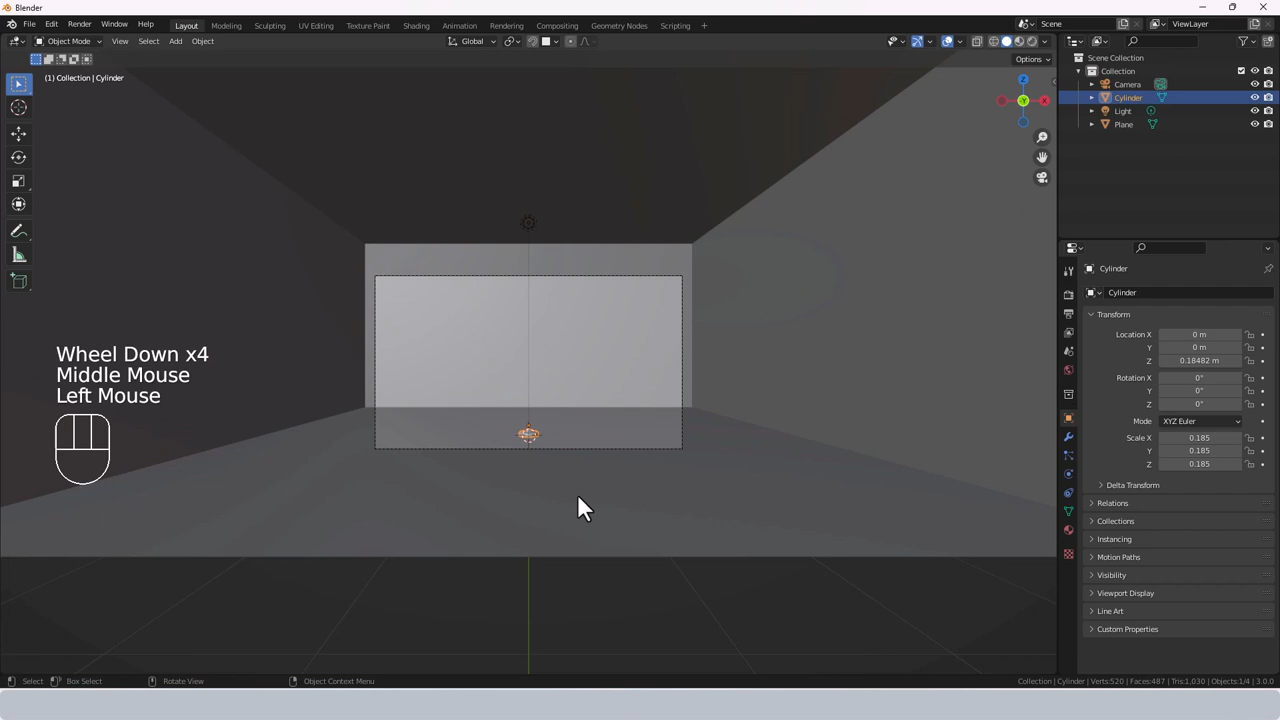 Blender
File Edit Render Window Help Layout Modeling Sculpting UV Editing Texture Paint Shading Animation Rendering Compositing Geometry Nodes Scripting + Scene ViewLayer
Object Mode View Select Add Object Global
Options
(1) Collection | Cylinder
Z
Y
X
Wheel Down x4
Middle Mouse
Left Mouse
Scene Collection
Collection
Camera
Cylinder
Light
Plane
Cylinder
Cylinder
Transform
Location X 0 m
Y 0 m
Z 0.18482 m
Rotation X 0°
Y 0°
Z 0°
Mode XYZ Euler
Scale X 0.185
Y 0.185
Z 0.185
Delta Transform
Relations
Collections
Instancing
Motion Paths
Visibility
Viewport Display
Line Art
Custom Properties
Select Box Select Rotate View Object Context Menu Collection | Cylinder | Verts:520 | Faces:487 | Tris:1,030 | Objects:1/4 | 3.0.0